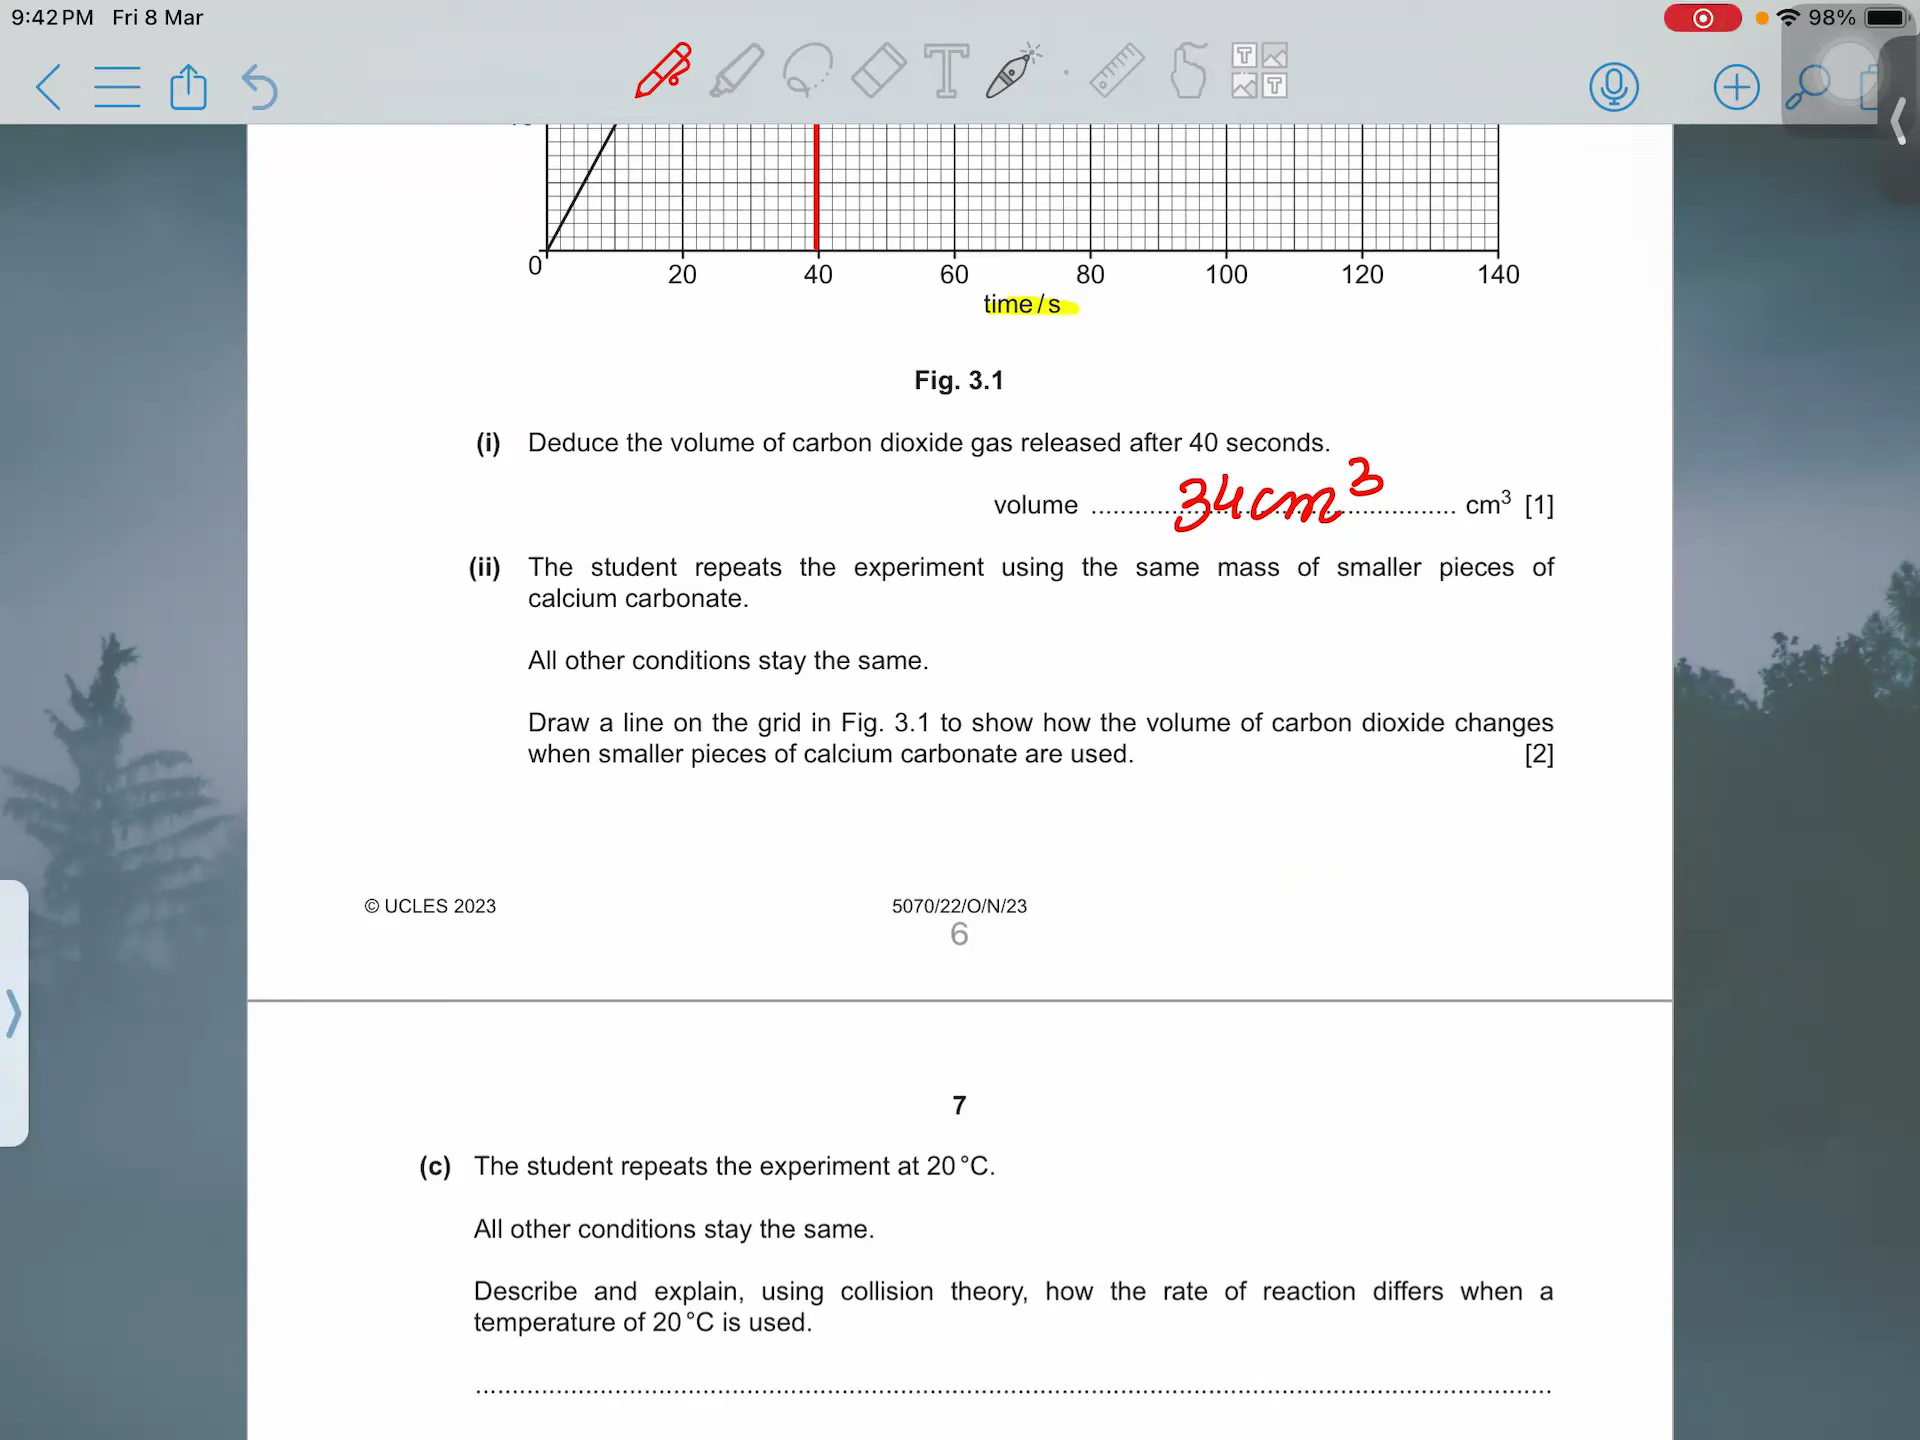 9:42 PM Fri 8 Mar
98%
0
20 40 60 80 100 120 140
time / s
Fig. 3.1
(i) Deduce the volume of carbon dioxide gas released after 40 seconds.
volume .......... 34cm³ .......... cm³ [1]
(ii) The student repeats the experiment using the same mass of smaller pieces of
calcium carbonate.
All other conditions stay the same.
Draw a line on the grid in Fig. 3.1 to show how the volume of carbon dioxide changes
when smaller pieces of calcium carbonate are used. [2]
© UCLES 2023 5070/22/O/N/23
6
7
(c) The student repeats the experiment at 20 °C.
All other conditions stay the same.
Describe and explain, using collision theory, how the rate of reaction differs when a
temperature of 20 °C is used.